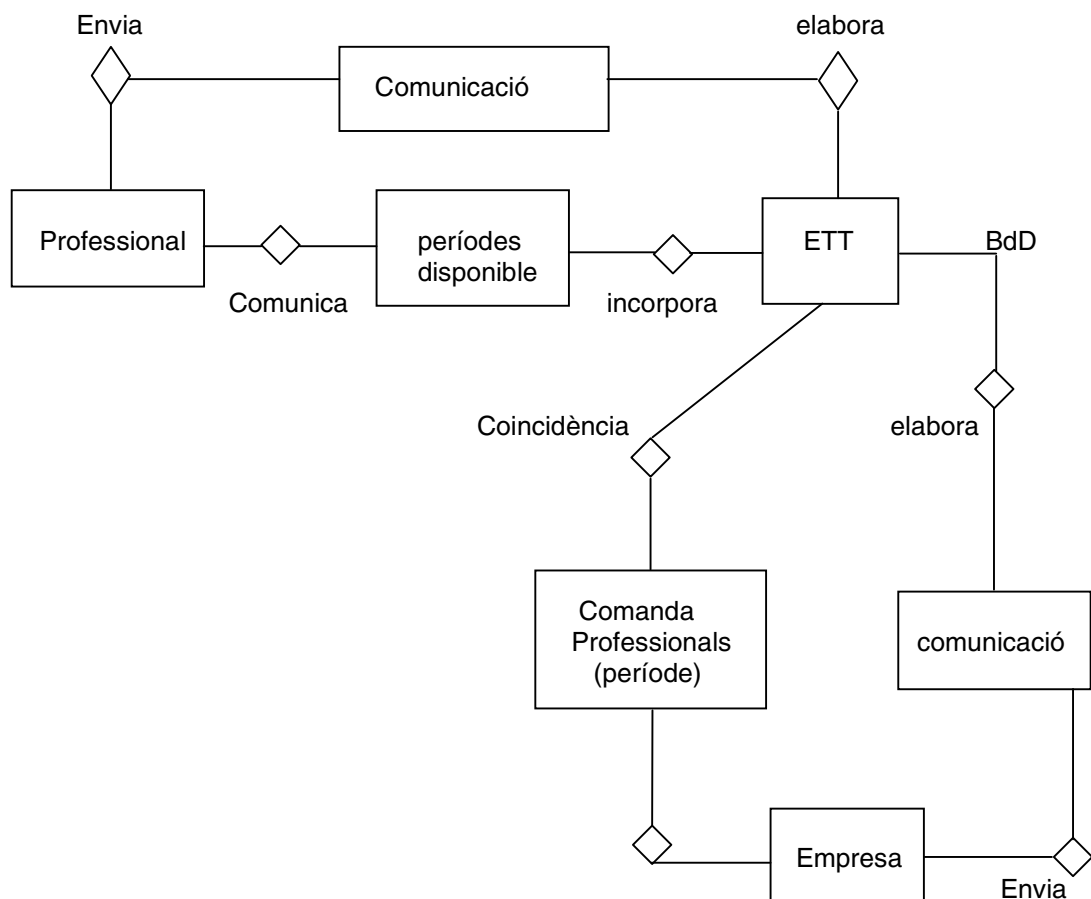 Envia
elabora
Comunicació
Professional
períodes
disponible
ETT
BdD
Comunica
incorpora
Coincidència
elabora
Comanda
Professionals
(període)
comunicació
Empresa
Envia